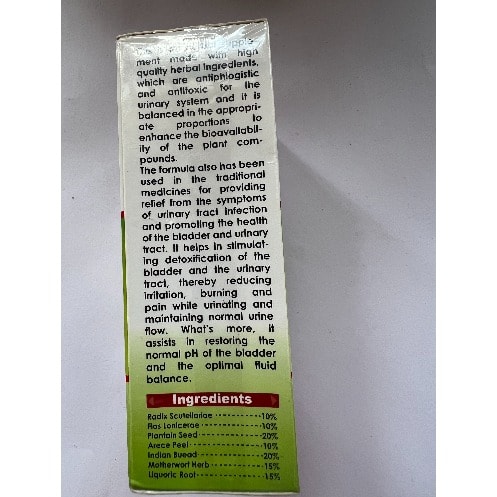 ment made with high
quality herbal ingredients,
which are antiphlogistic
and antitoxic for the
urinary system and it is
balanced in the appropri-
ate proportions to
enhance the bioavailabil-
ity of the plant com-
pounds.
The formula also has been
used in the traditional
medicines for providing
relief from the symptoms
of urinary tract infection
and promoting the health
of the bladder and urinary
tract. It helps in stimulat-
ing detoxification of the
bladder and the urinary
tract, thereby reducing
irritation, burning and
pain while urinating and
maintaining normal urine
flow. What's more, it
assists in restoring the
normal pH of the bladder
and the optimal fluid
balance.
Ingredients
Radix Scutellariae 10%
Flos Lonicerae 10%
Plantain Seed 20%
Arece Peel 10%
Indian Buead 20%
Motherwort Herb 15%
Liquoric Root 15%